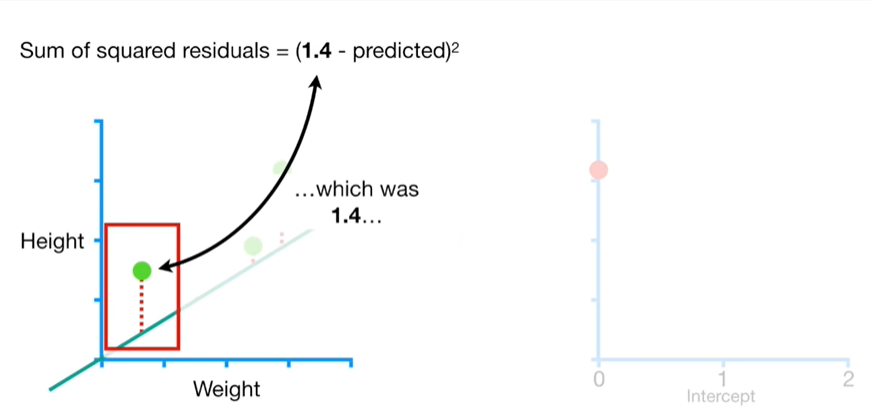 Sum of squared residuals = (1.4 - predicted)²
...which was
1.4...
Height
Weight
0 1 2
Intercept